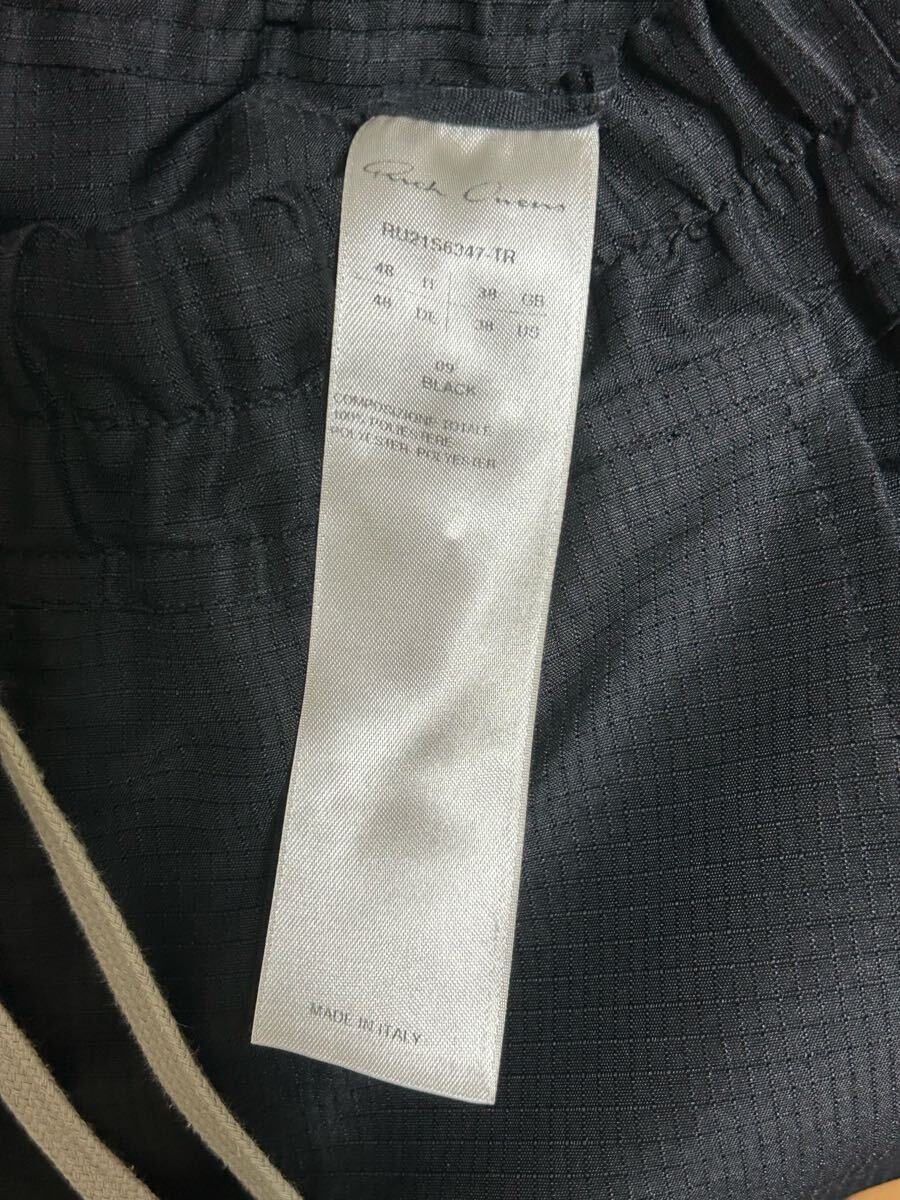 Rick Owens
RU21S6347-TR
48 IT 38 GB
48 DE 38 US
09
BLACK
COMPOSIZIONE TOTALE
100% POLIESTERE
POLYESTER, POLYESTER
MADE IN ITALY